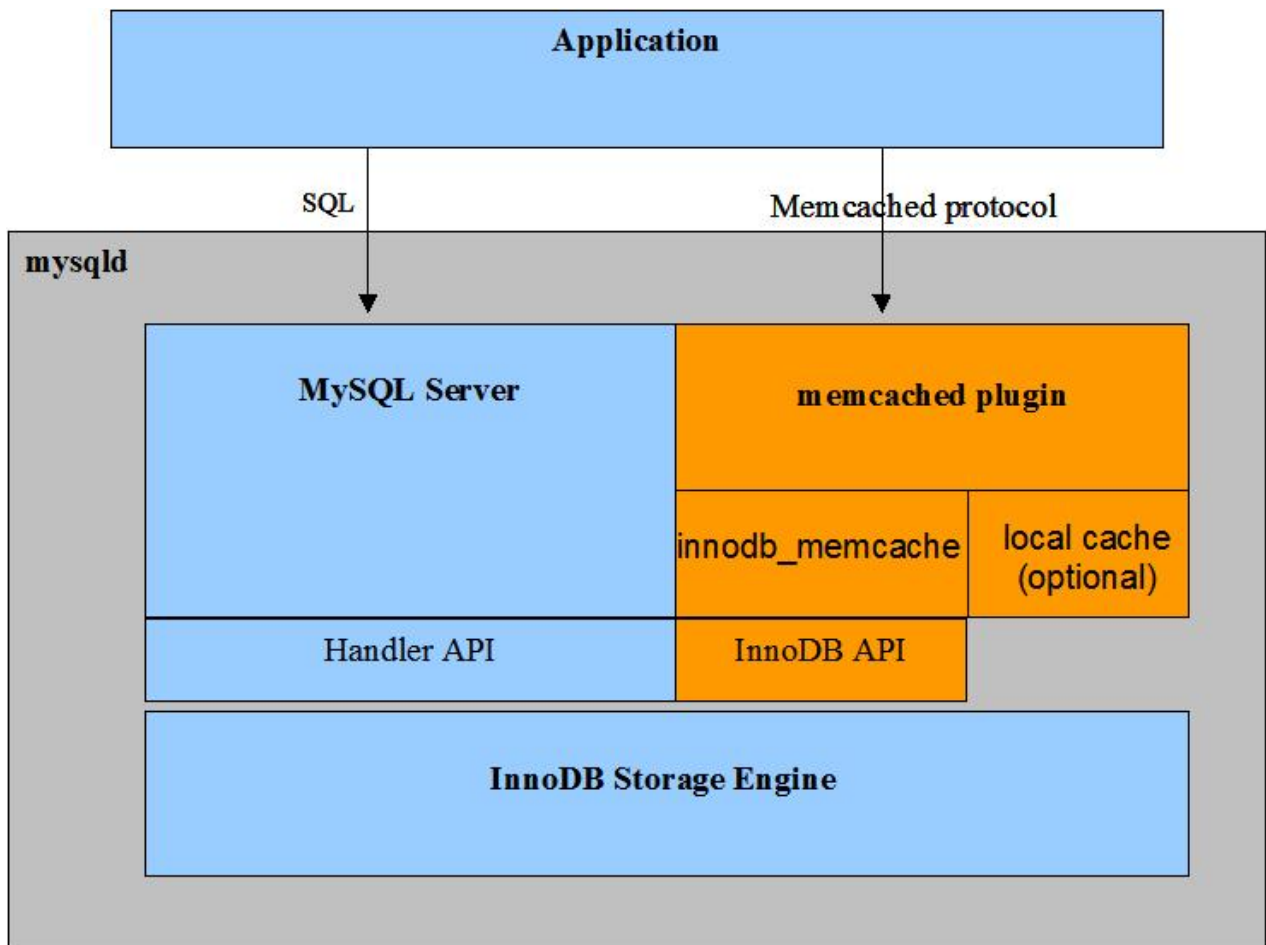 Application
SQL
Memcached protocol
mysqld
MySQL Server
memcached plugin
innodb_memcache
local cache
(optional)
Handler API
InnoDB API
InnoDB Storage Engine